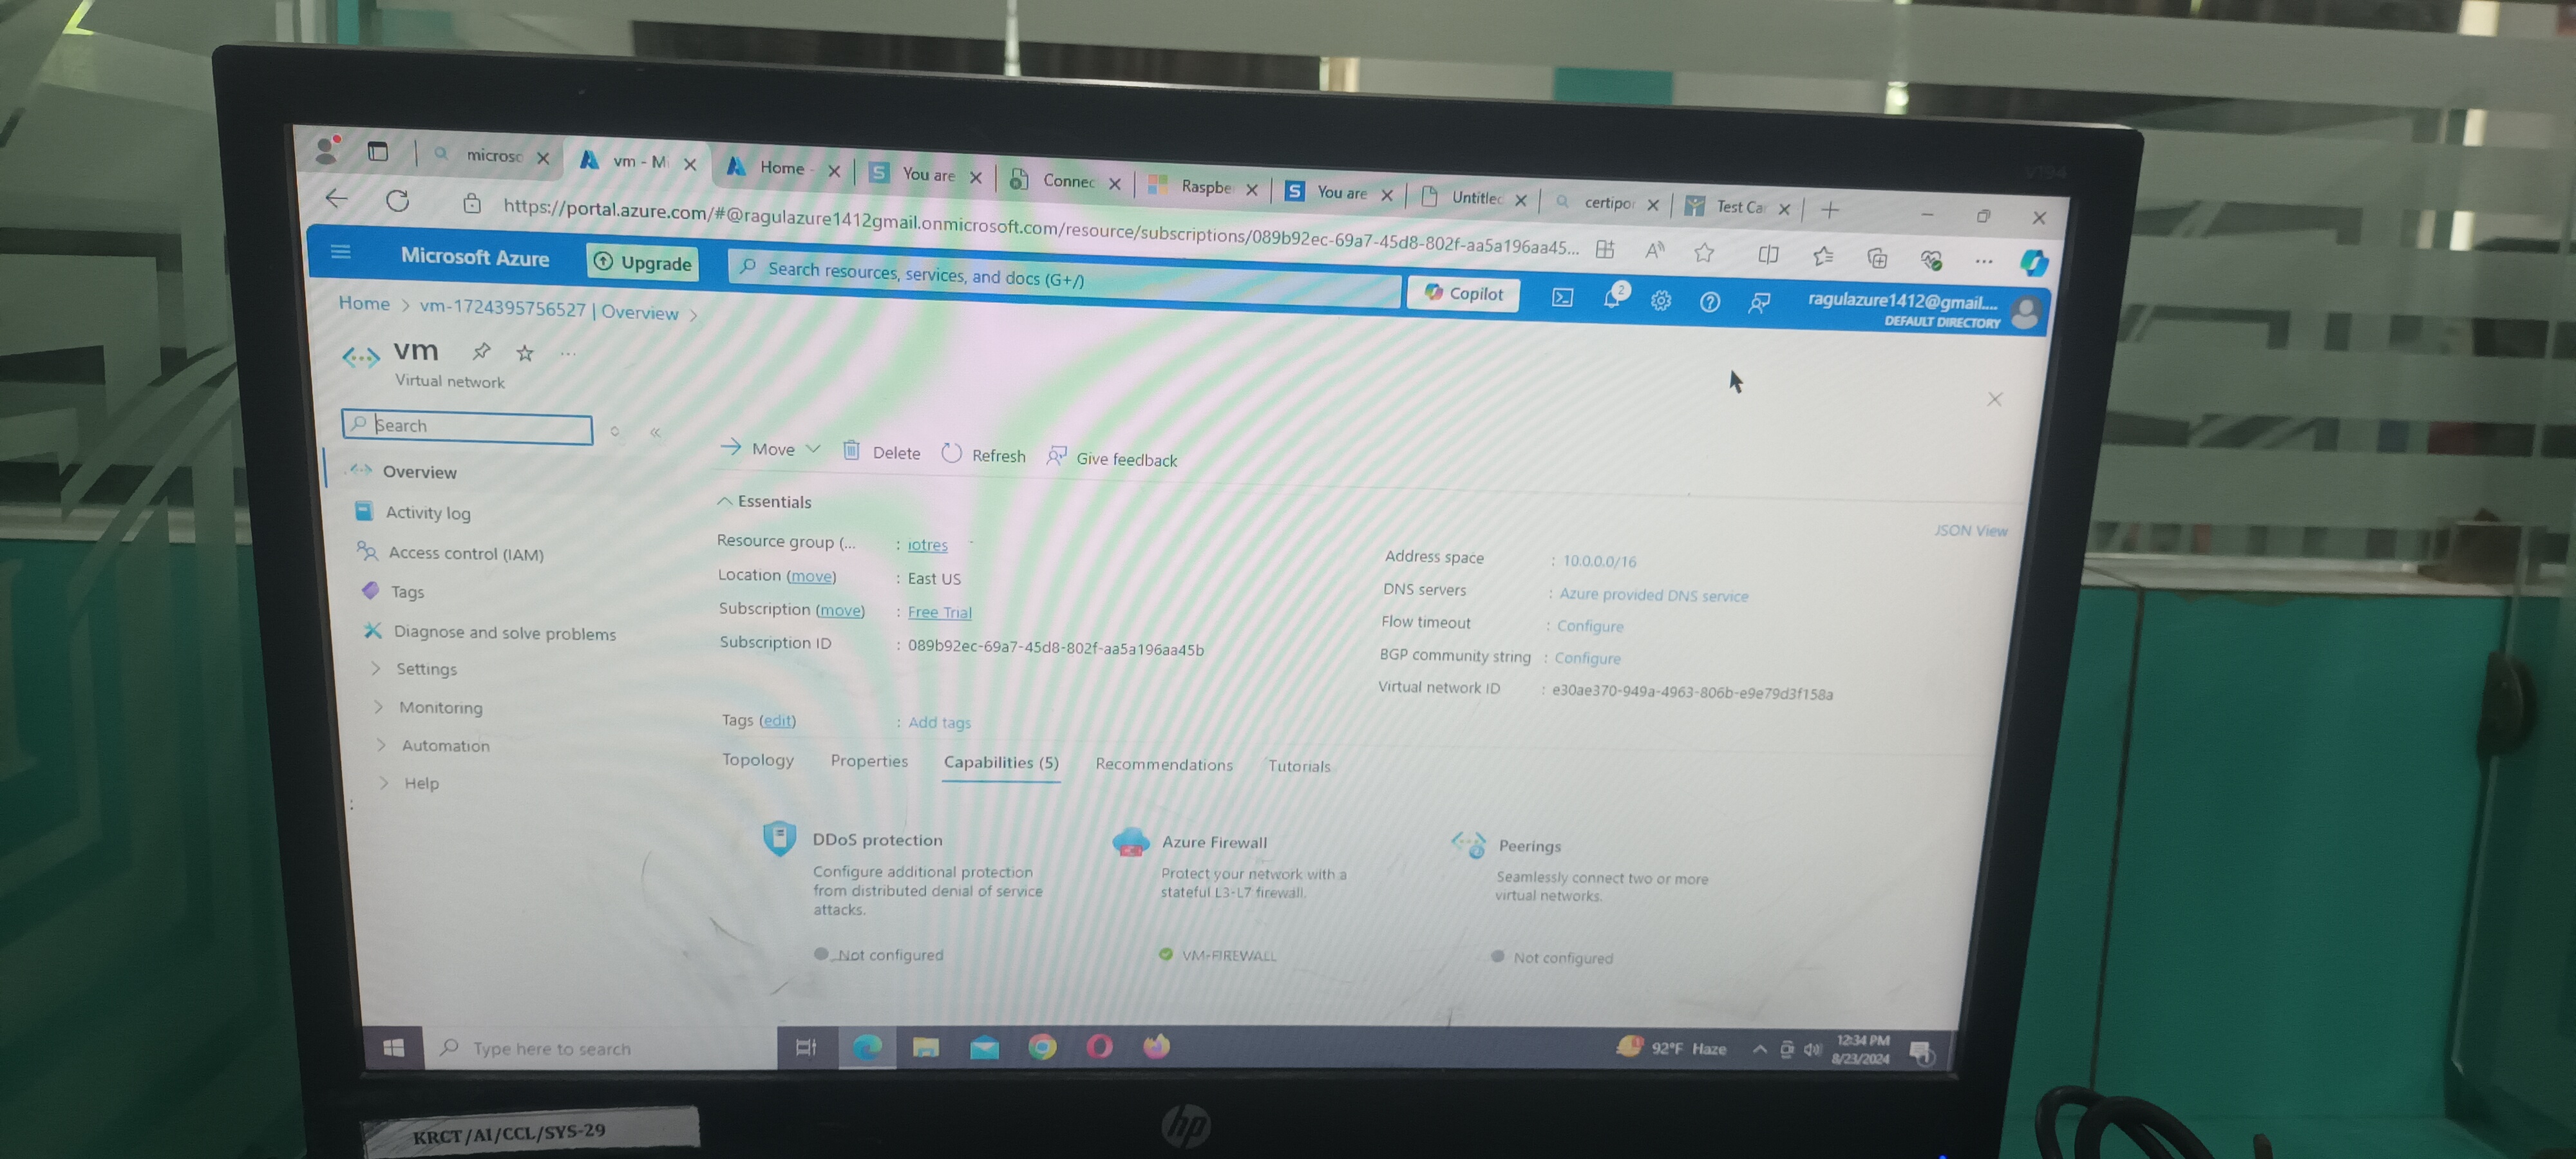 microsc
vm - M
Home -
You are
Connec
Raspbe
You are
Untitlec
certipo
Test Ca
https://portal.azure.com/#@ragulazure1412gmail.onmicrosoft.com/resource/subscriptions/089b92ec-69a7-45d8-802f-aa5a196aa45...
Microsoft Azure
Upgrade
Search resources, services, and docs (G+/)
Copilot
2
ragulazure1412@gmail....
DEFAULT DIRECTORY
Home > vm-1724395756527 | Overview >
vm
Virtual network
Search
Overview
Activity log
Access control (IAM)
Tags
Diagnose and solve problems
Settings
Monitoring
Automation
Help
Move
Delete
Refresh
Give feedback
Essentials
JSON View
Resource group (... : iotres
Location (move) : East US
Subscription (move) : Free Trial
Subscription ID : 089b92ec-69a7-45d8-802f-aa5a196aa45b
Address space : 10.0.0.0/16
DNS servers : Azure provided DNS service
Flow timeout : Configure
BGP community string : Configure
Virtual network ID : e30ae370-949a-4963-806b-e9e79d3f158a
Tags (edit) : Add tags
Topology
Properties
Capabilities (5)
Recommendations
Tutorials
DDoS protection
Configure additional protection
from distributed denial of service
attacks.
Not configured
Azure Firewall
Protect your network with a
stateful L3-L7 firewall.
VM-FIREWALL
Peerings
Seamlessly connect two or more
virtual networks.
Not configured
Type here to search
92°F Haze
12:34 PM
8/23/2024
hp
KRCT/AI/CCL/SYS-29
V194